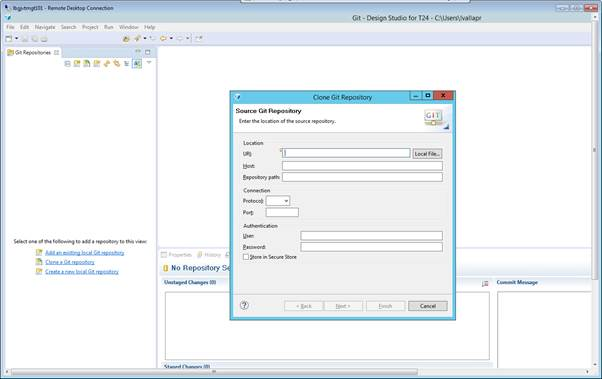 - Remote Desktop Connection
Git - Design Studio for T24 - C:\Users\vallapr
File Edit Navigate Search Project Run Window Help
Git Repositories
Clone Git Repository
Source Git Repository
Enter the location of the source repository.
GIT
Location
URI:
Local File...
Host:
Repository path:
Connection
Protocol:
Port:
Authentication
User:
Password:
Store in Secure Store
< Back
Next >
Finish
Cancel
Select one of the following to add a repository to this view:
Add an existing local Git repository
Clone a Git repository
Create a new local Git repository
Properties
History
No Repository Se
Unstaged Changes (0)
Commit Message
Staged Changes (0)